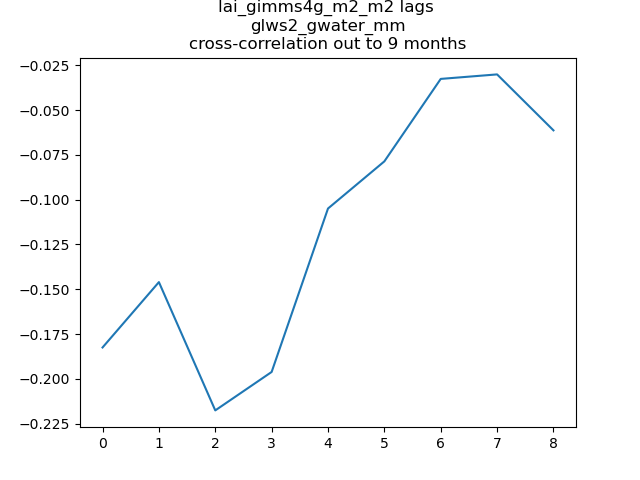 lai_gimms4g_m2_m2 lags
glws2_gwater_mm
cross-correlation out to 9 months
−0.025
−0.050
−0.075
−0.100
−0.125
−0.150
−0.175
−0.200
−0.225
0 1 2 3 4 5 6 7 8